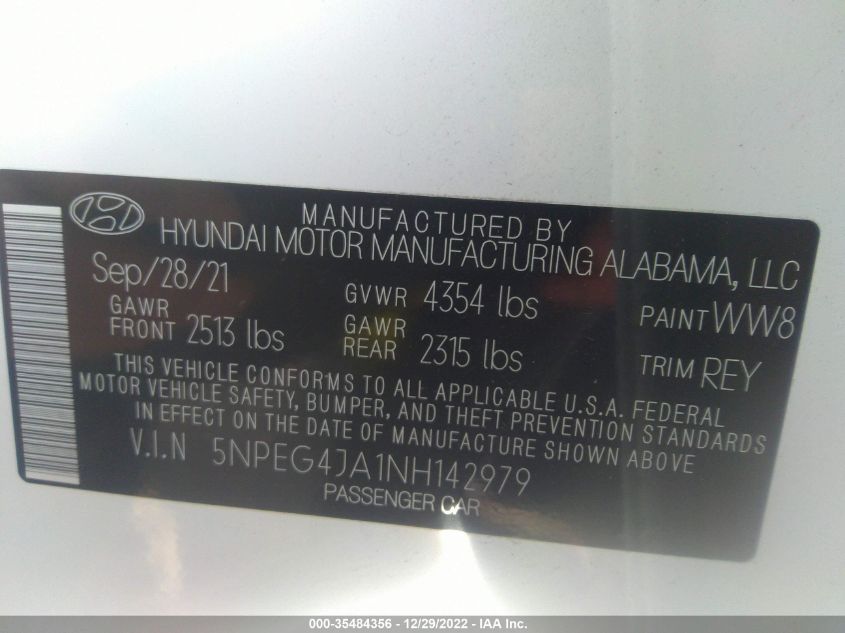 MANUFACTURED BY
HYUNDAI MOTOR MANUFACTURING ALABAMA, LLC
Sep/28/21 GVWR 4354 lbs PAINT WW8
GAWR FRONT 2513 lbs GAWR REAR 2315 lbs TRIM REY
THIS VEHICLE CONFORMS TO ALL APPLICABLE U.S.A. FEDERAL
MOTOR VEHICLE SAFETY, BUMPER, AND THEFT PREVENTION STANDARDS
IN EFFECT ON THE DATE OF MANUFACTURE SHOWN ABOVE
V.I.N 5NPEG4JA1NH142979
PASSENGER CAR
000-35484356 - 12/29/2022 - IAA Inc.